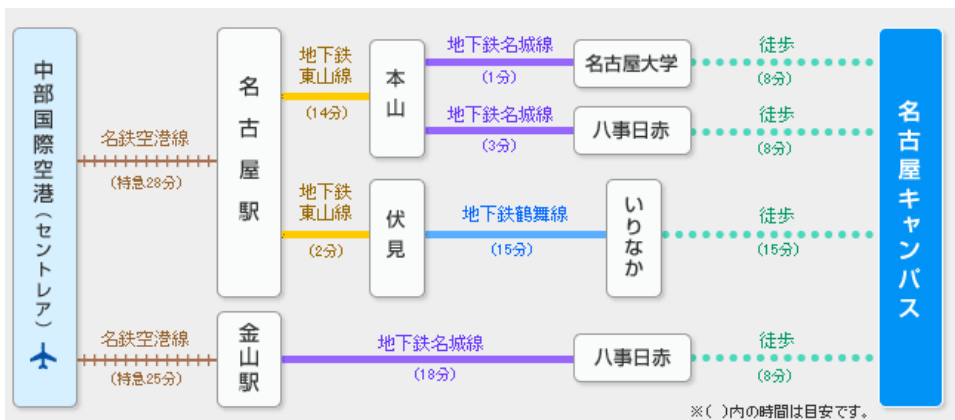 中部国際空港(セントレア)
名鉄空港線
(特急28分)
名古屋駅
地下鉄
東山線
(14分)
本山
地下鉄名城線
(1分)
名古屋大学
徒歩
(8分)
地下鉄名城線
(3分)
八事日赤
徒歩
(8分)
地下鉄
東山線
(2分)
伏見
地下鉄鶴舞線
(15分)
いりなか
徒歩
(15分)
名鉄空港線
(特急25分)
金山駅
地下鉄名城線
(18分)
八事日赤
徒歩
(8分)
名古屋キャンパス
※( )内の時間は目安です。